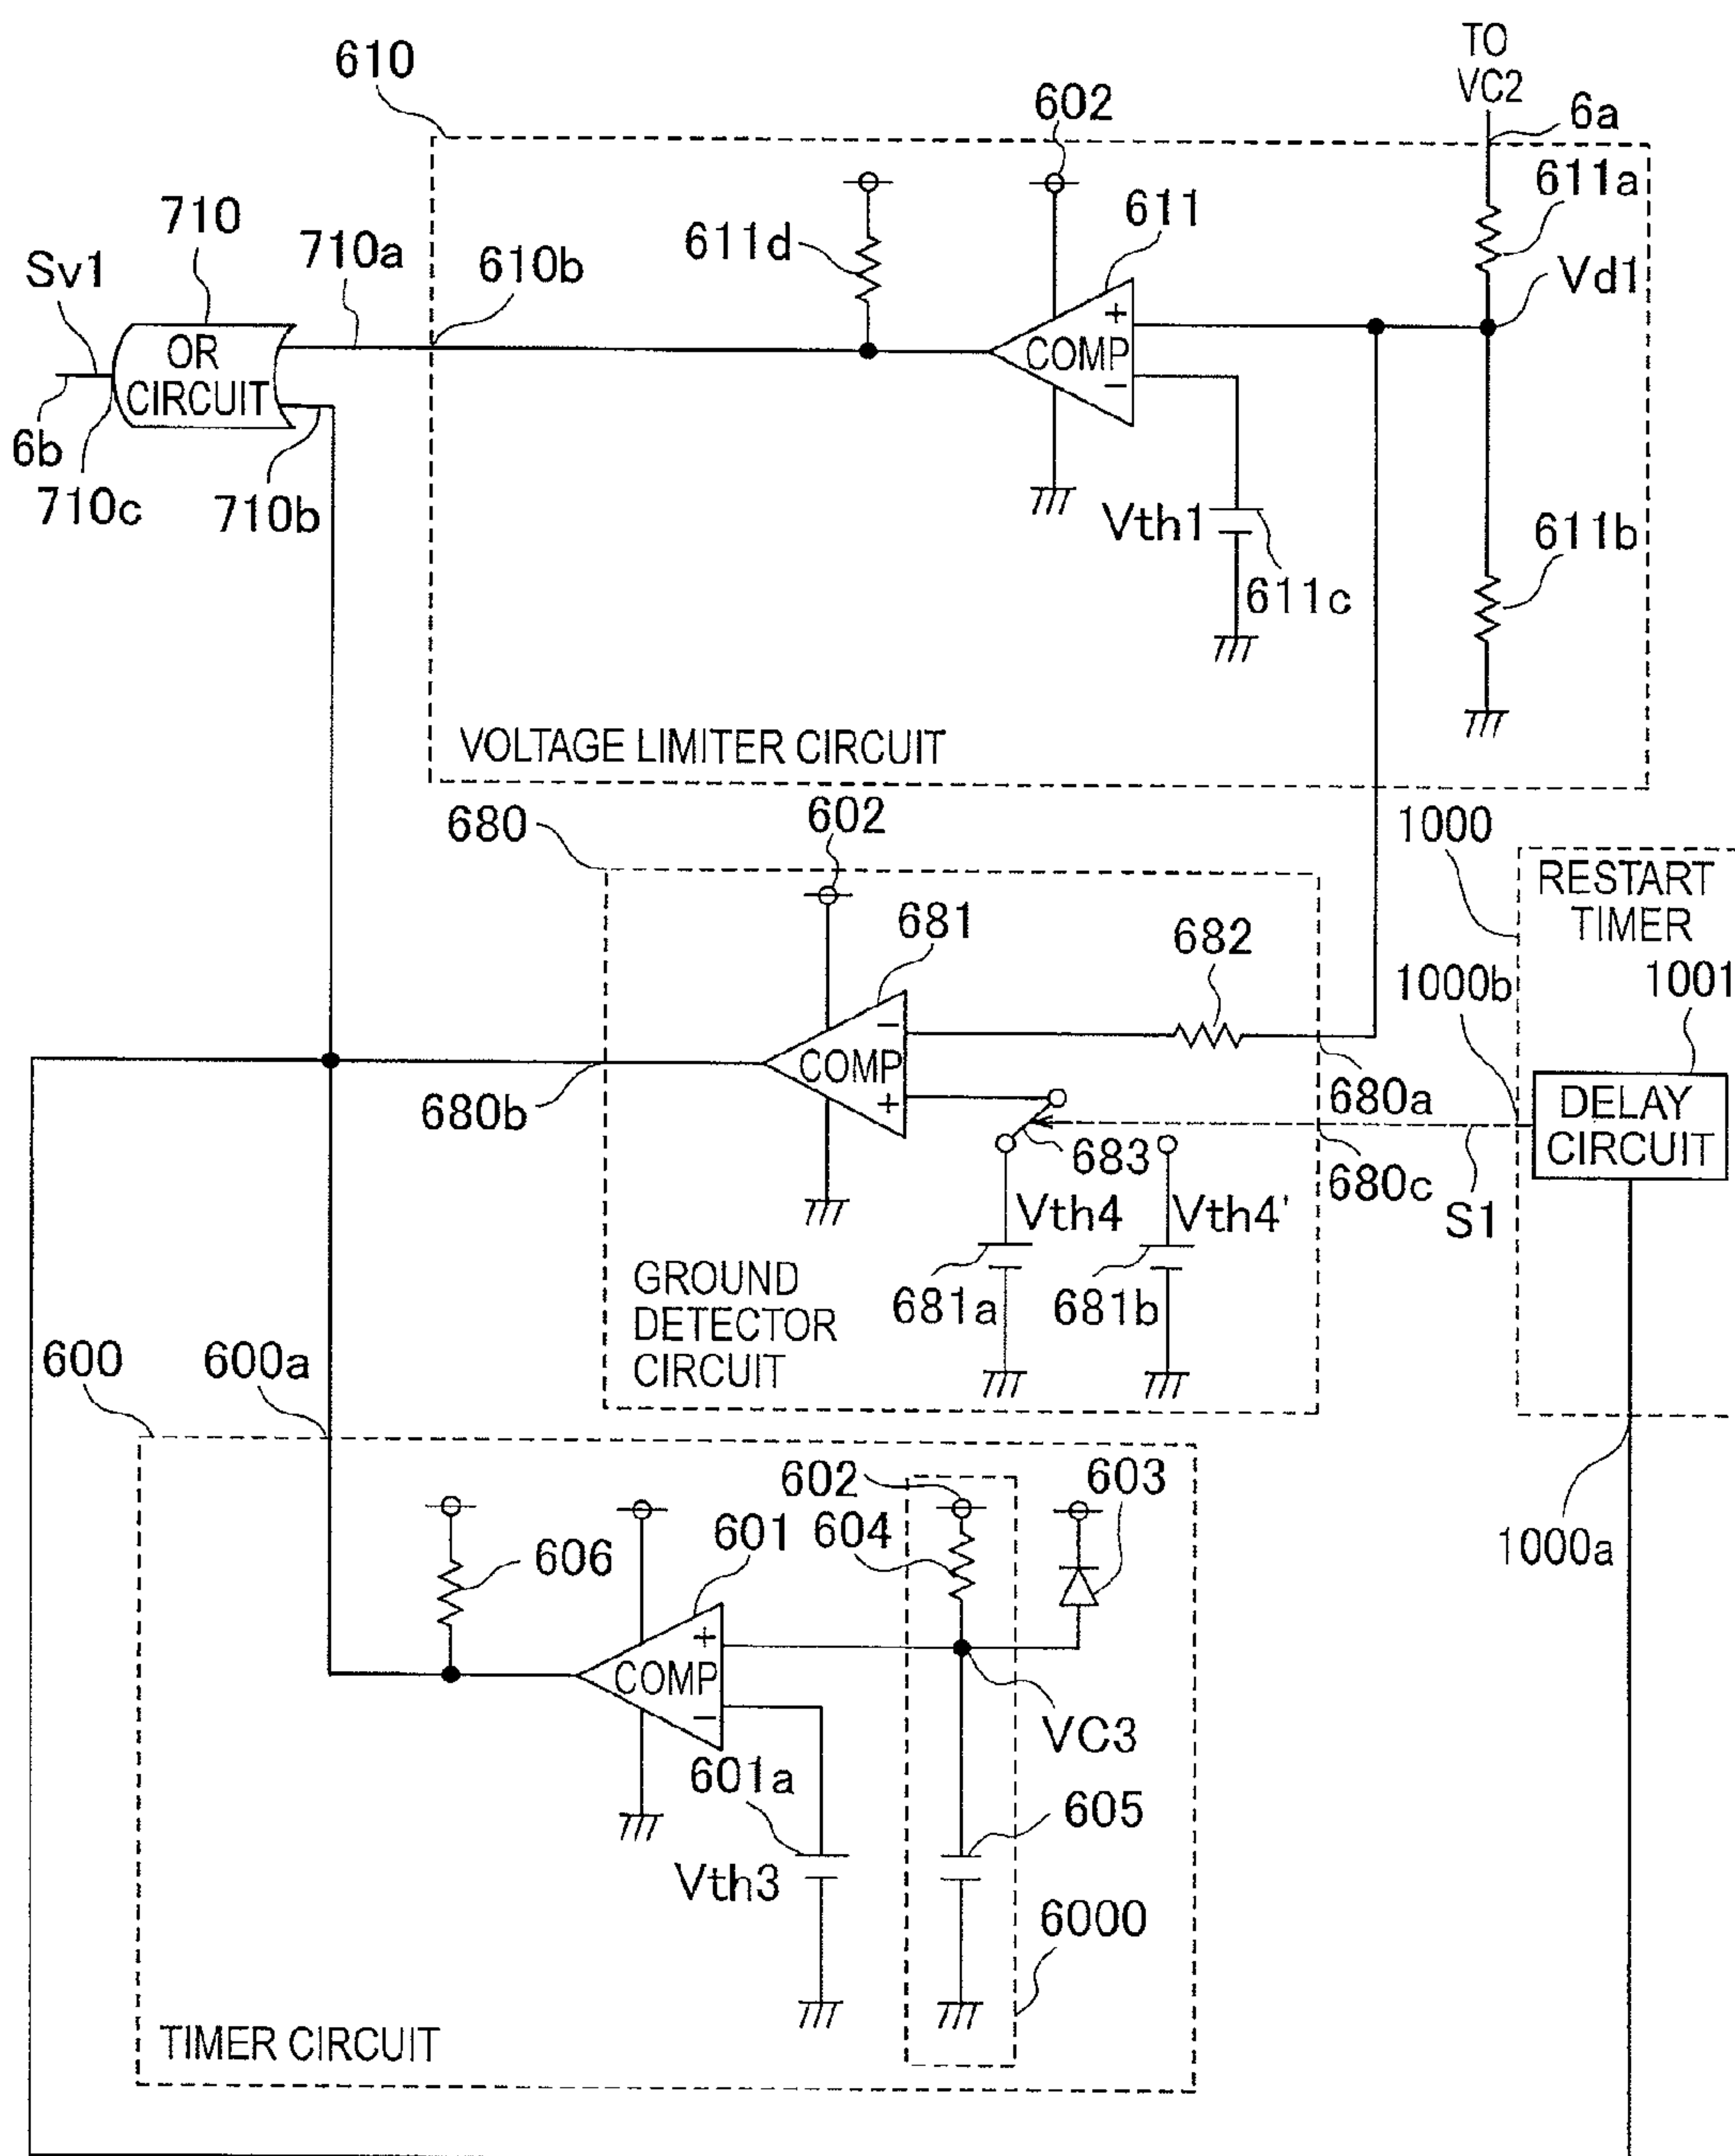 TO
VC2
610
602
6a
611a
710
611
611d
710a
610b
Sv1
Vd1
OR
CIRCUIT
+
COMP
−
6b
710c
710b
Vth1
611c
611b
VOLTAGE LIMITER CIRCUIT
680
602
1000
RESTART
TIMER
681
682
1000b
1001
−
COMP
+
680b
680a
DELAY
CIRCUIT
683
680c
S1
Vth4
Vth4'
GROUND
DETECTOR
CIRCUIT
681a
681b
600
600a
602
603
601
604
606
1000a
+
COMP
−
VC3
601a
605
Vth3
6000
TIMER CIRCUIT